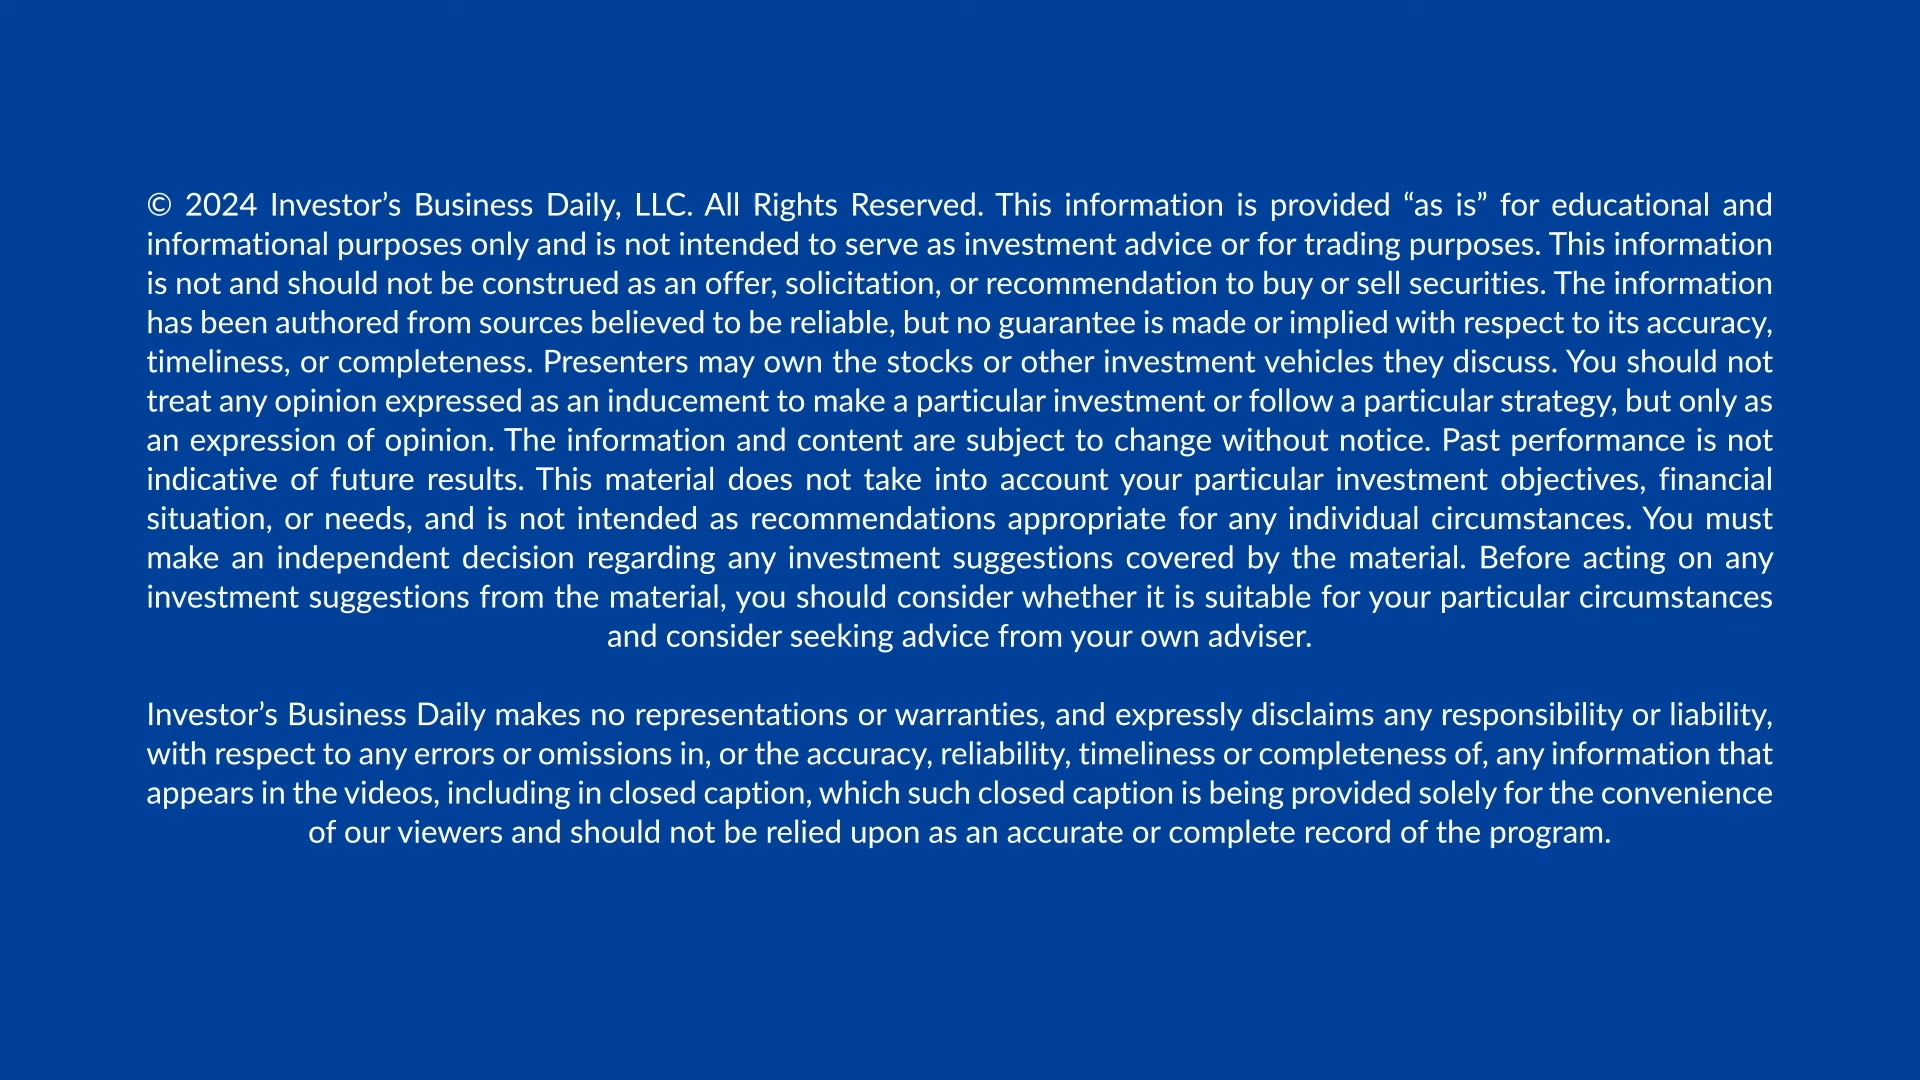 © 2024 Investor’s Business Daily, LLC. All Rights Reserved. This information is provided “as is” for educational and
informational purposes only and is not intended to serve as investment advice or for trading purposes. This information
is not and should not be construed as an offer, solicitation, or recommendation to buy or sell securities. The information
has been authored from sources believed to be reliable, but no guarantee is made or implied with respect to its accuracy,
timeliness, or completeness. Presenters may own the stocks or other investment vehicles they discuss. You should not
treat any opinion expressed as an inducement to make a particular investment or follow a particular strategy, but only as
an expression of opinion. The information and content are subject to change without notice. Past performance is not
indicative of future results. This material does not take into account your particular investment objectives, financial
situation, or needs, and is not intended as recommendations appropriate for any individual circumstances. You must
make an independent decision regarding any investment suggestions covered by the material. Before acting on any
investment suggestions from the material, you should consider whether it is suitable for your particular circumstances
and consider seeking advice from your own adviser.
Investor’s Business Daily makes no representations or warranties, and expressly disclaims any responsibility or liability,
with respect to any errors or omissions in, or the accuracy, reliability, timeliness or completeness of, any information that
appears in the videos, including in closed caption, which such closed caption is being provided solely for the convenience
of our viewers and should not be relied upon as an accurate or complete record of the program.